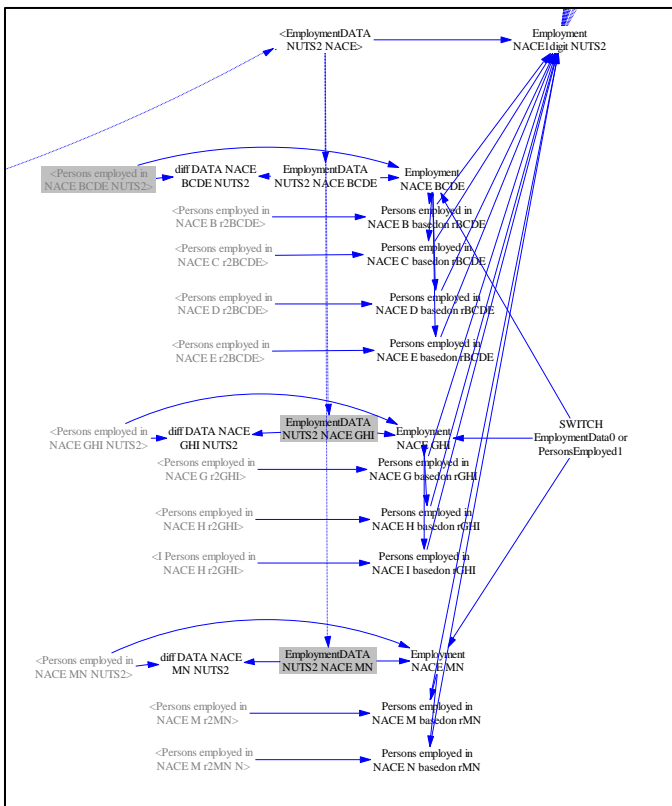 <EmploymentDATA
NUTS2 NACE>
Employment
NACE1digit NUTS2
<Persons employed in
NACE BCDE NUTS2>
diff DATA NACE
BCDE NUTS2
EmploymentDATA
NUTS2 NACE BCDE
Employment
NACE BCDE
<Persons employed in
NACE B r2BCDE>
Persons employed in
NACE B basedon rBCDE
<Persons employed in
NACE C r2BCDE>
Persons employed in
NACE C basedon rBCDE
<Persons employed in
NACE D r2BCDE>
Persons employed in
NACE D basedon rBCDE
<Persons employed in
NACE E r2BCDE>
Persons employed in
NACE E basedon rBCDE
<Persons employed in
NACE GHI NUTS2>
diff DATA NACE
GHI NUTS2
EmploymentDATA
NUTS2 NACE GHI
Employment
NACE GHI
SWITCH
EmploymentData0 or
PersonsEmployed1
<Persons employed in
NACE G r2GHI>
Persons employed in
NACE G basedon rGHI
<Persons employed in
NACE H r2GHI>
Persons employed in
NACE H basedon rGHI
<I Persons employed in
NACE H r2GHI>
Persons employed in
NACE I basedon rGHI
<Persons employed in
NACE MN NUTS2>
diff DATA NACE
MN NUTS2
EmploymentDATA
NUTS2 NACE MN
Employment
NACE MN
<Persons employed in
NACE M r2MN>
Persons employed in
NACE M basedon rMN
<Persons employed in
NACE M r2MN N>
Persons employed in
NACE N basedon rMN